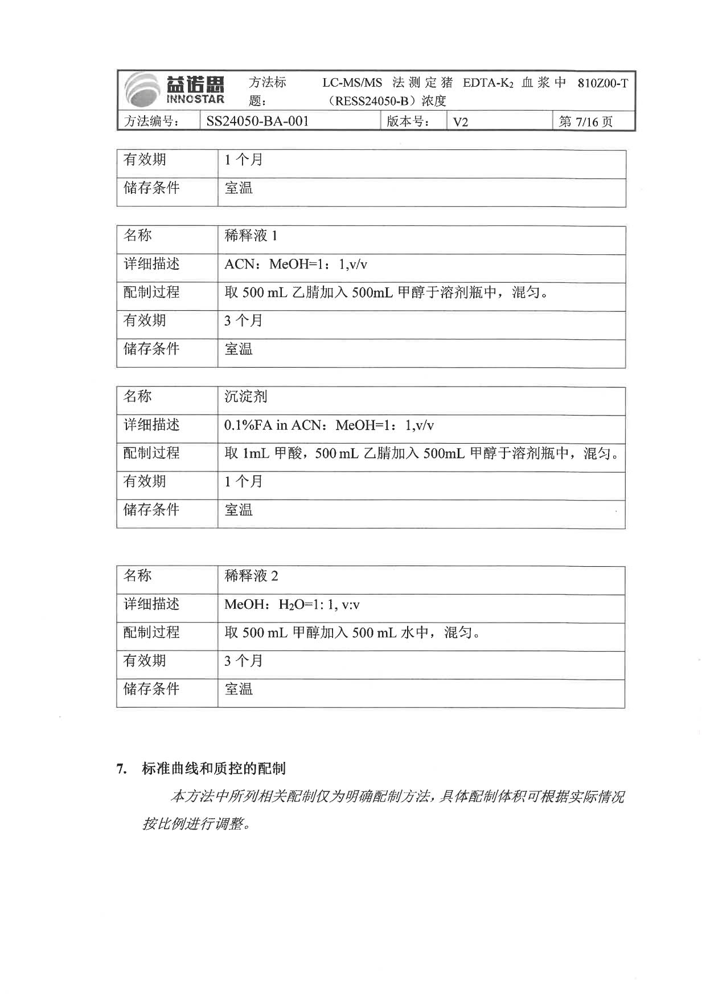 益诺思
INNOSTAR
方法标题：
LC-MS/MS 法测定猪 EDTA-K₂ 血浆中 810Z00-T
（RESS24050-B）浓度
方法编号： SS24050-BA-001 版本号： V2 第 7/16 页
有效期 1 个月
储存条件 室温
名称 稀释液 1
详细描述 ACN：MeOH=1：1,v/v
配制过程 取 500 mL 乙腈加入 500mL 甲醇于溶剂瓶中，混匀。
有效期 3 个月
储存条件 室温
名称 沉淀剂
详细描述 0.1%FA in ACN：MeOH=1：1,v/v
配制过程 取 1mL 甲酸，500 mL 乙腈加入 500mL 甲醇于溶剂瓶中，混匀。
有效期 1 个月
储存条件 室温
名称 稀释液 2
详细描述 MeOH：H₂O=1: 1, v:v
配制过程 取 500 mL 甲醇加入 500 mL 水中，混匀。
有效期 3 个月
储存条件 室温
7. 标准曲线和质控的配制
本方法中所列相关配制仅为明确配制方法，具体配制体积可根据实际情况
按比例进行调整。